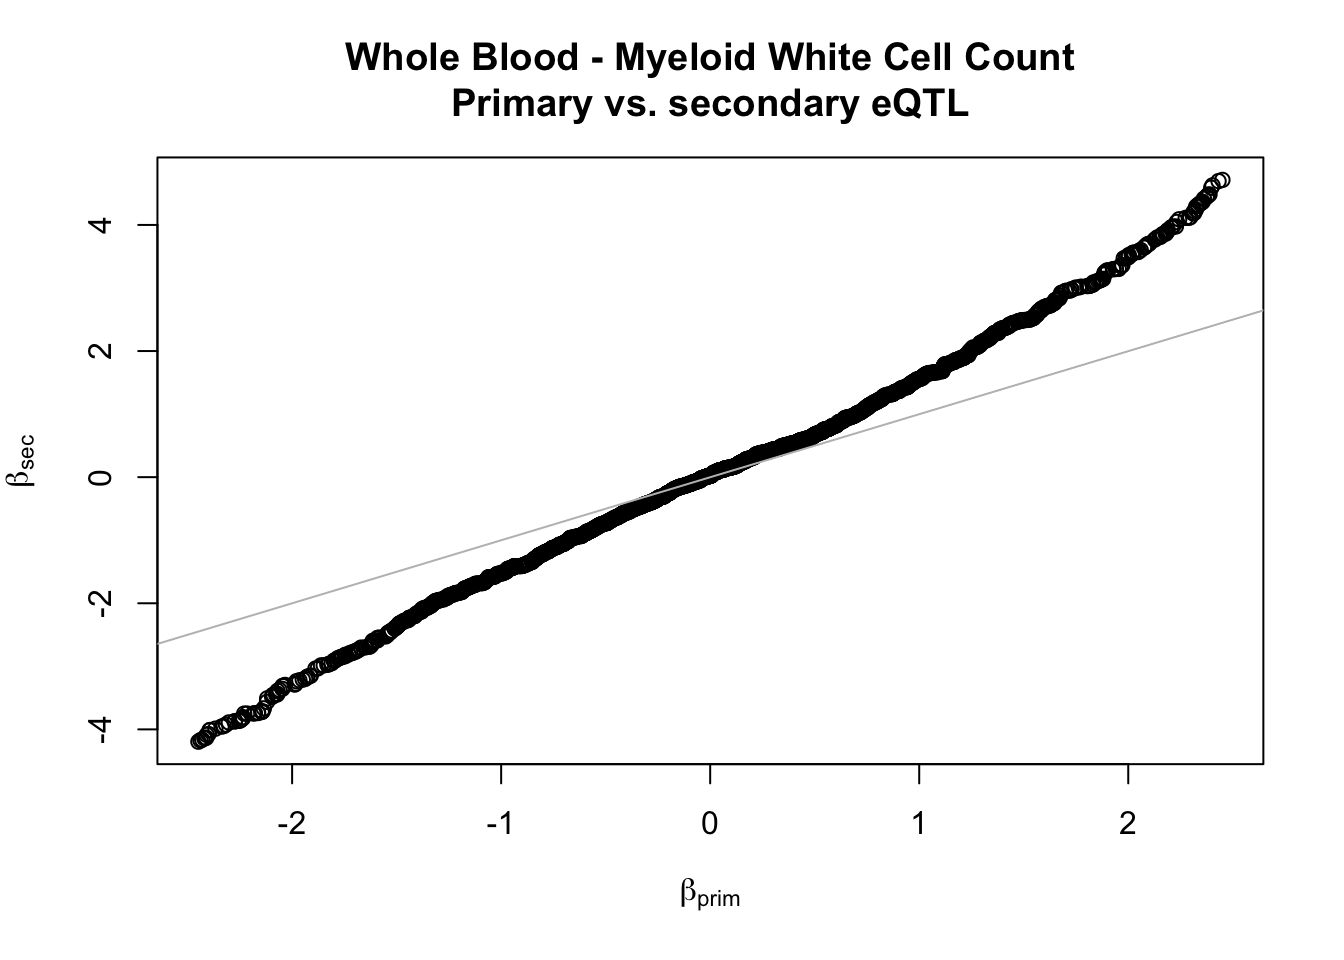 Whole Blood - Myeloid White Cell Count
Primary vs. secondary eQTL
4
2
0
-2
-4
βsec
-2 -1 0 1 2
βprim